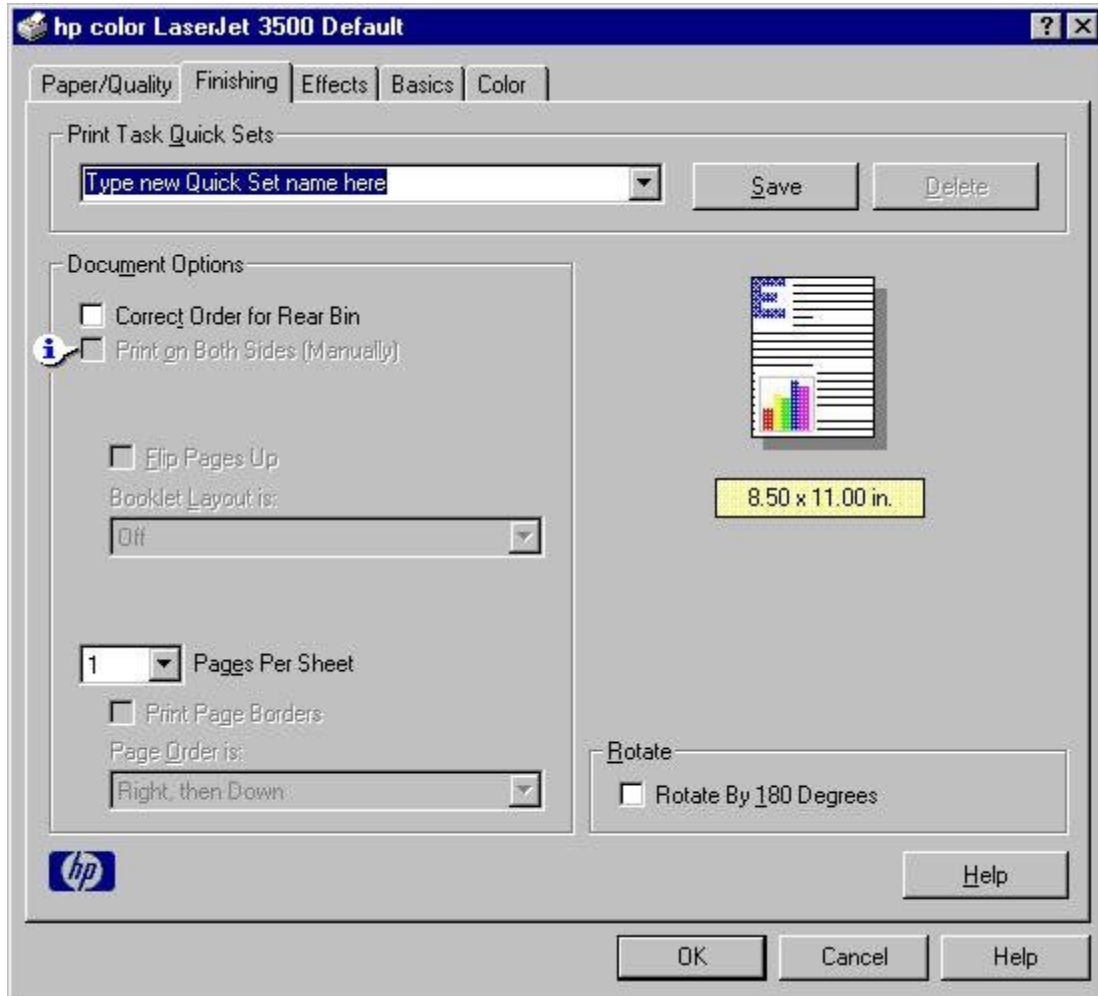 hp color LaserJet 3500 Default
Paper/Quality Finishing Effects Basics Color
Print Task Quick Sets
Type new Quick Set name here Save Delete
Document Options
Correct Order for Rear Bin
Print on Both Sides (Manually)
Flip Pages Up
Booklet Layout is:
Off
8.50 x 11.00 in.
1 Pages Per Sheet
Print Page Borders
Page Order is:
Right, then Down
Rotate
Rotate By 180 Degrees
hp
Help
OK Cancel Help